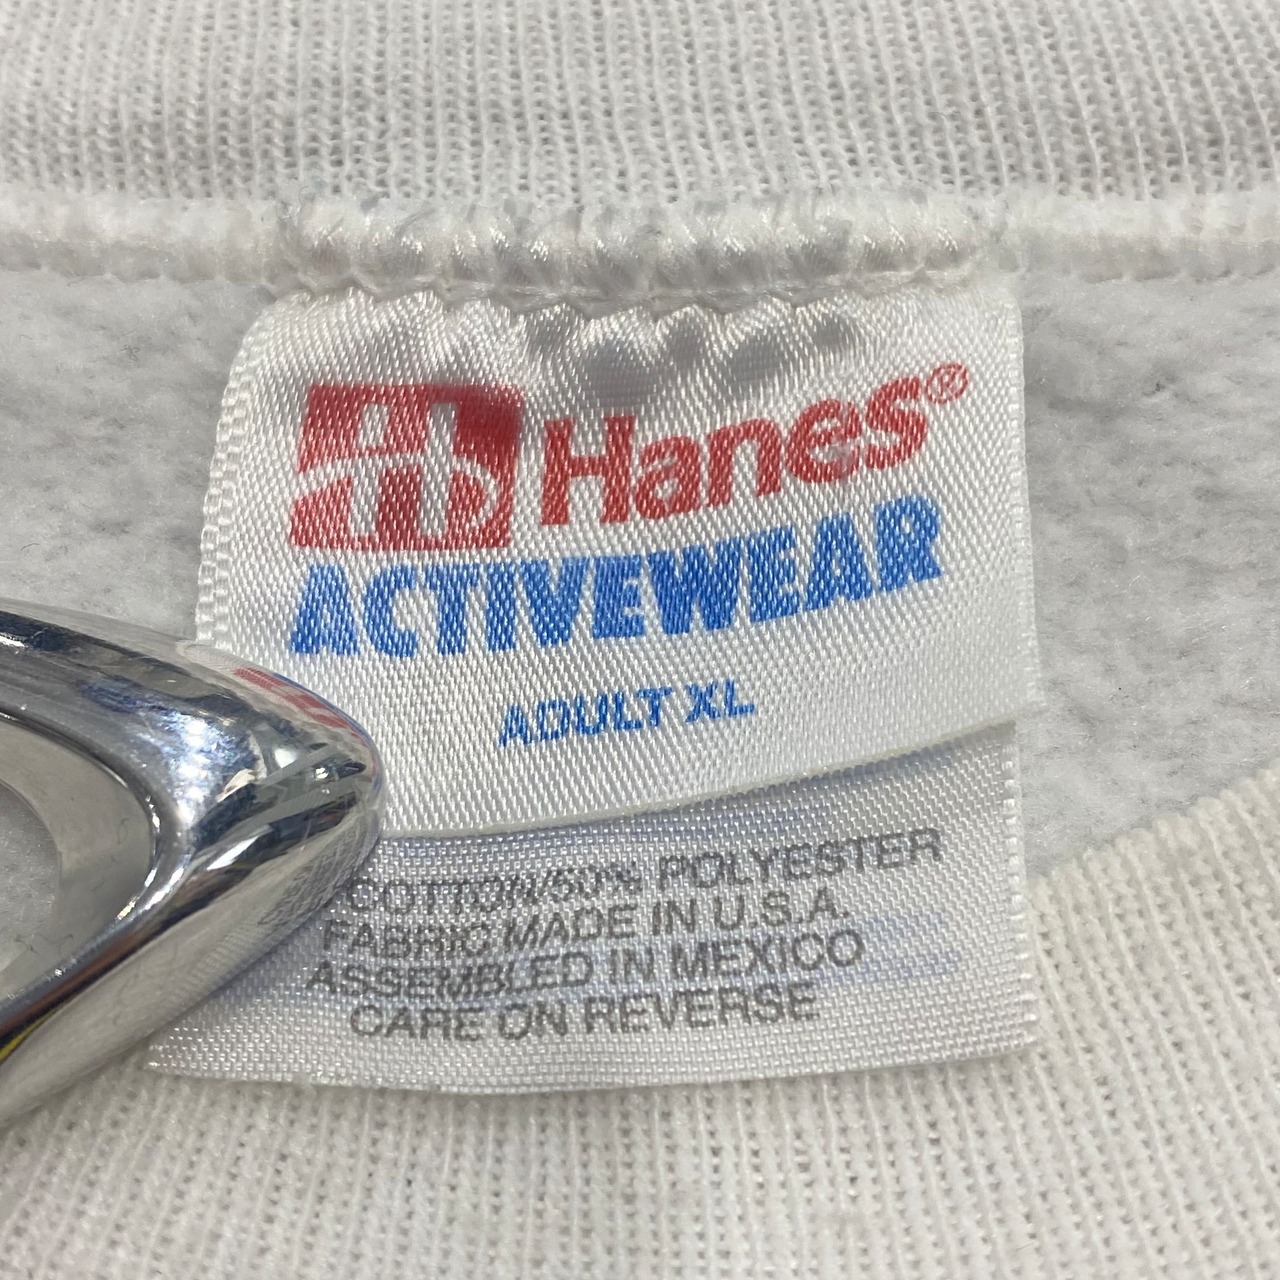 Hanes®
ACTIVEWEAR
ADULT XL
COTTON/50% POLYESTER
FABRIC MADE IN U.S.A.
ASSEMBLED IN MEXICO
CARE ON REVERSE